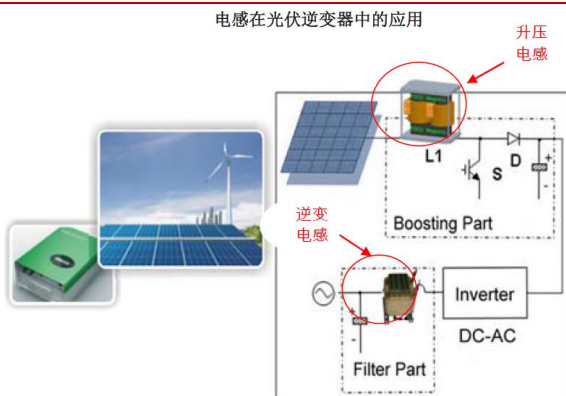 电感在光伏逆变器中的应用
升压
电感
L1
D
S
+
-
Boosting Part
逆变
电感
+
-
Inverter
DC-AC
Filter Part